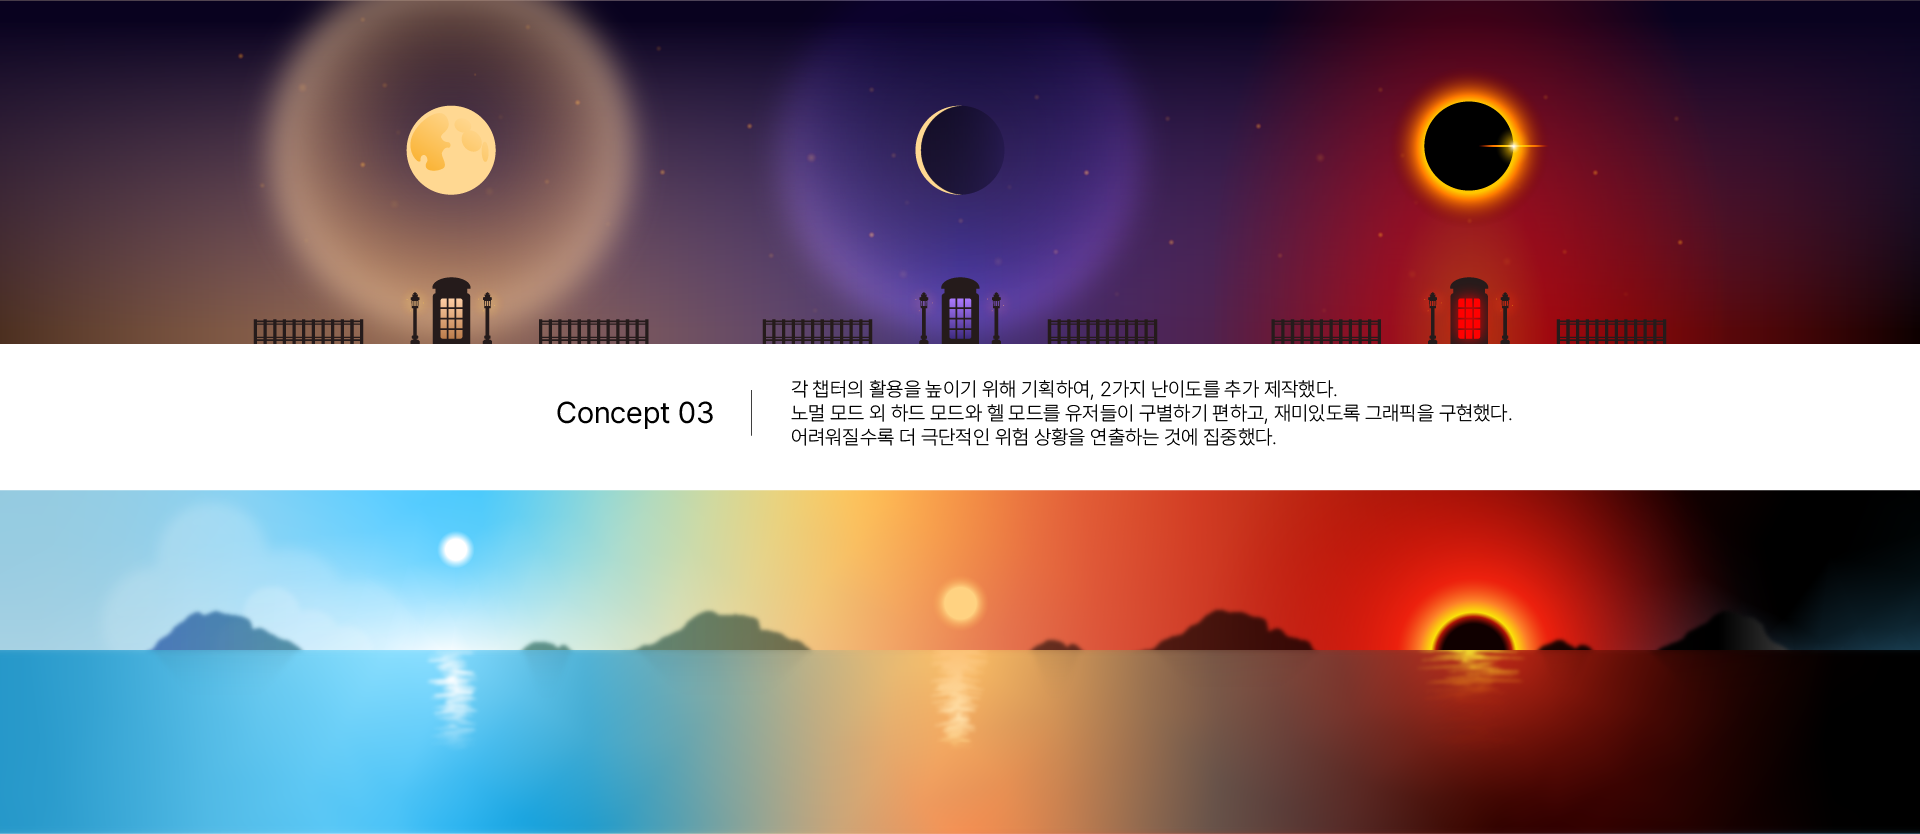 Concept 03
각 챕터의 활용을 높이기 위해 기획하여, 2가지 난이도를 추가 제작했다.
노멀 모드 외 하드 모드와 헬 모드를 유저들이 구별하기 편하고, 재미있도록 그래픽을 구현했다.
어려워질수록 더 극단적인 위험 상황을 연출하는 것에 집중했다.